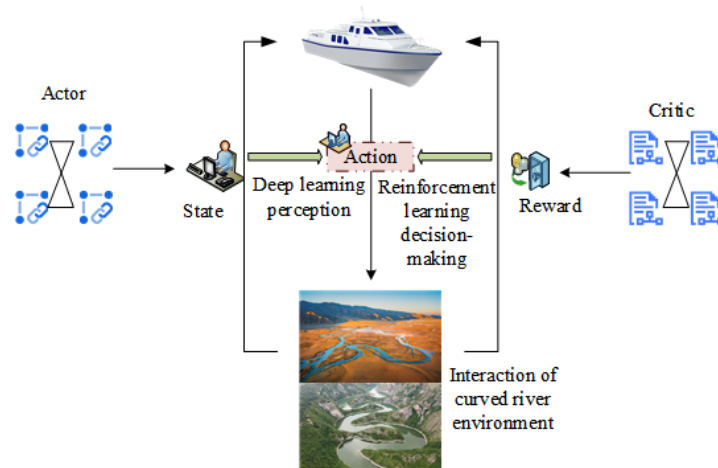 Actor
Critic
Action
Deep learning
perception
Reinforcement
learning
decision-
making
State
Reward
Interaction of
curved river
environment